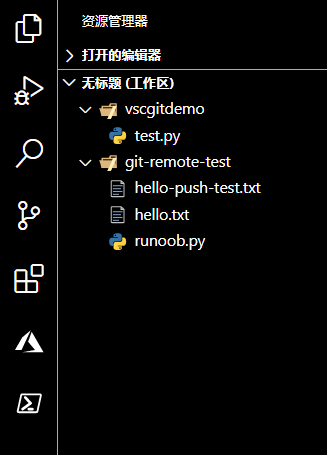 资源管理器
打开的编辑器
无标题 (工作区)
vscgitdemo
test.py
git-remote-test
hello-push-test.txt
hello.txt
runoob.py